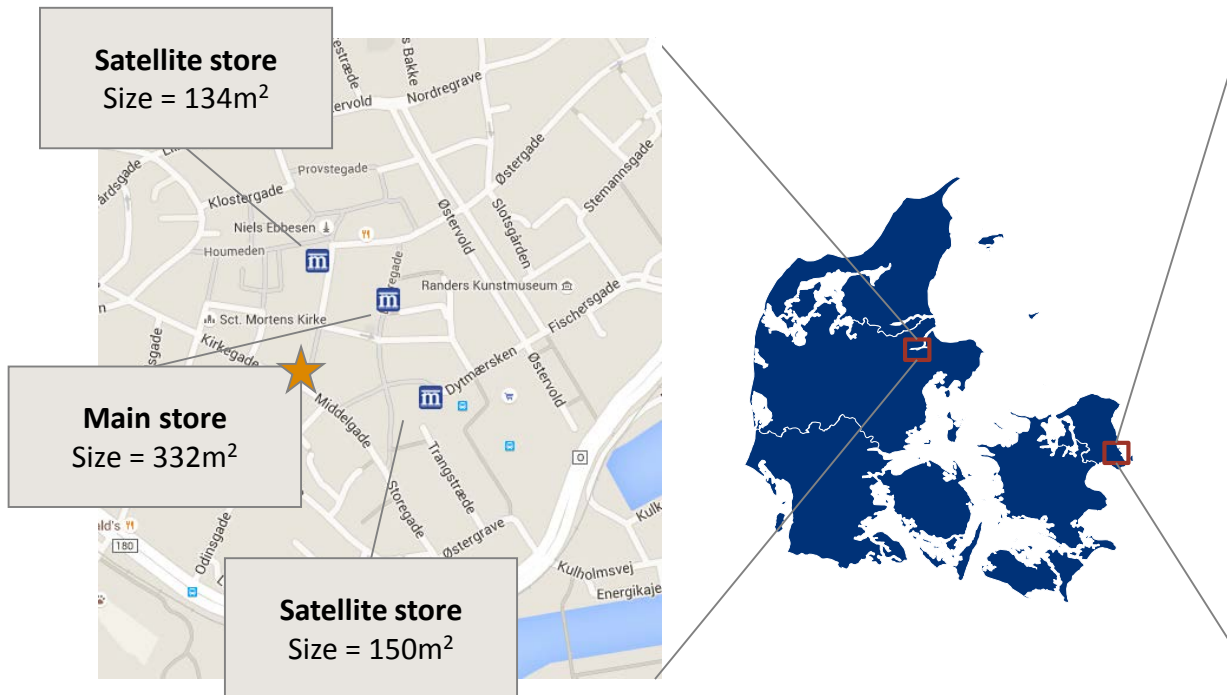 Satellite store
Size = 134m²
Main store
Size = 332m²
Satellite store
Size = 150m²
Nordregrave
Bakke
Provstegade
Østergade
Stemannsgade
Klostergade
Niels Ebbesen
Houmeden
Østervold
Slotsgården
Randers Kunstmuseum
Fischersgade
Sct. Mortens Kirke
Kirkegade
Dytmærsken
Østervold
Middelgade
Trangstræde
Storegade
Østergrave
Odinsgade
180
O
Kulholmsvej
Energikaje
m
m
m